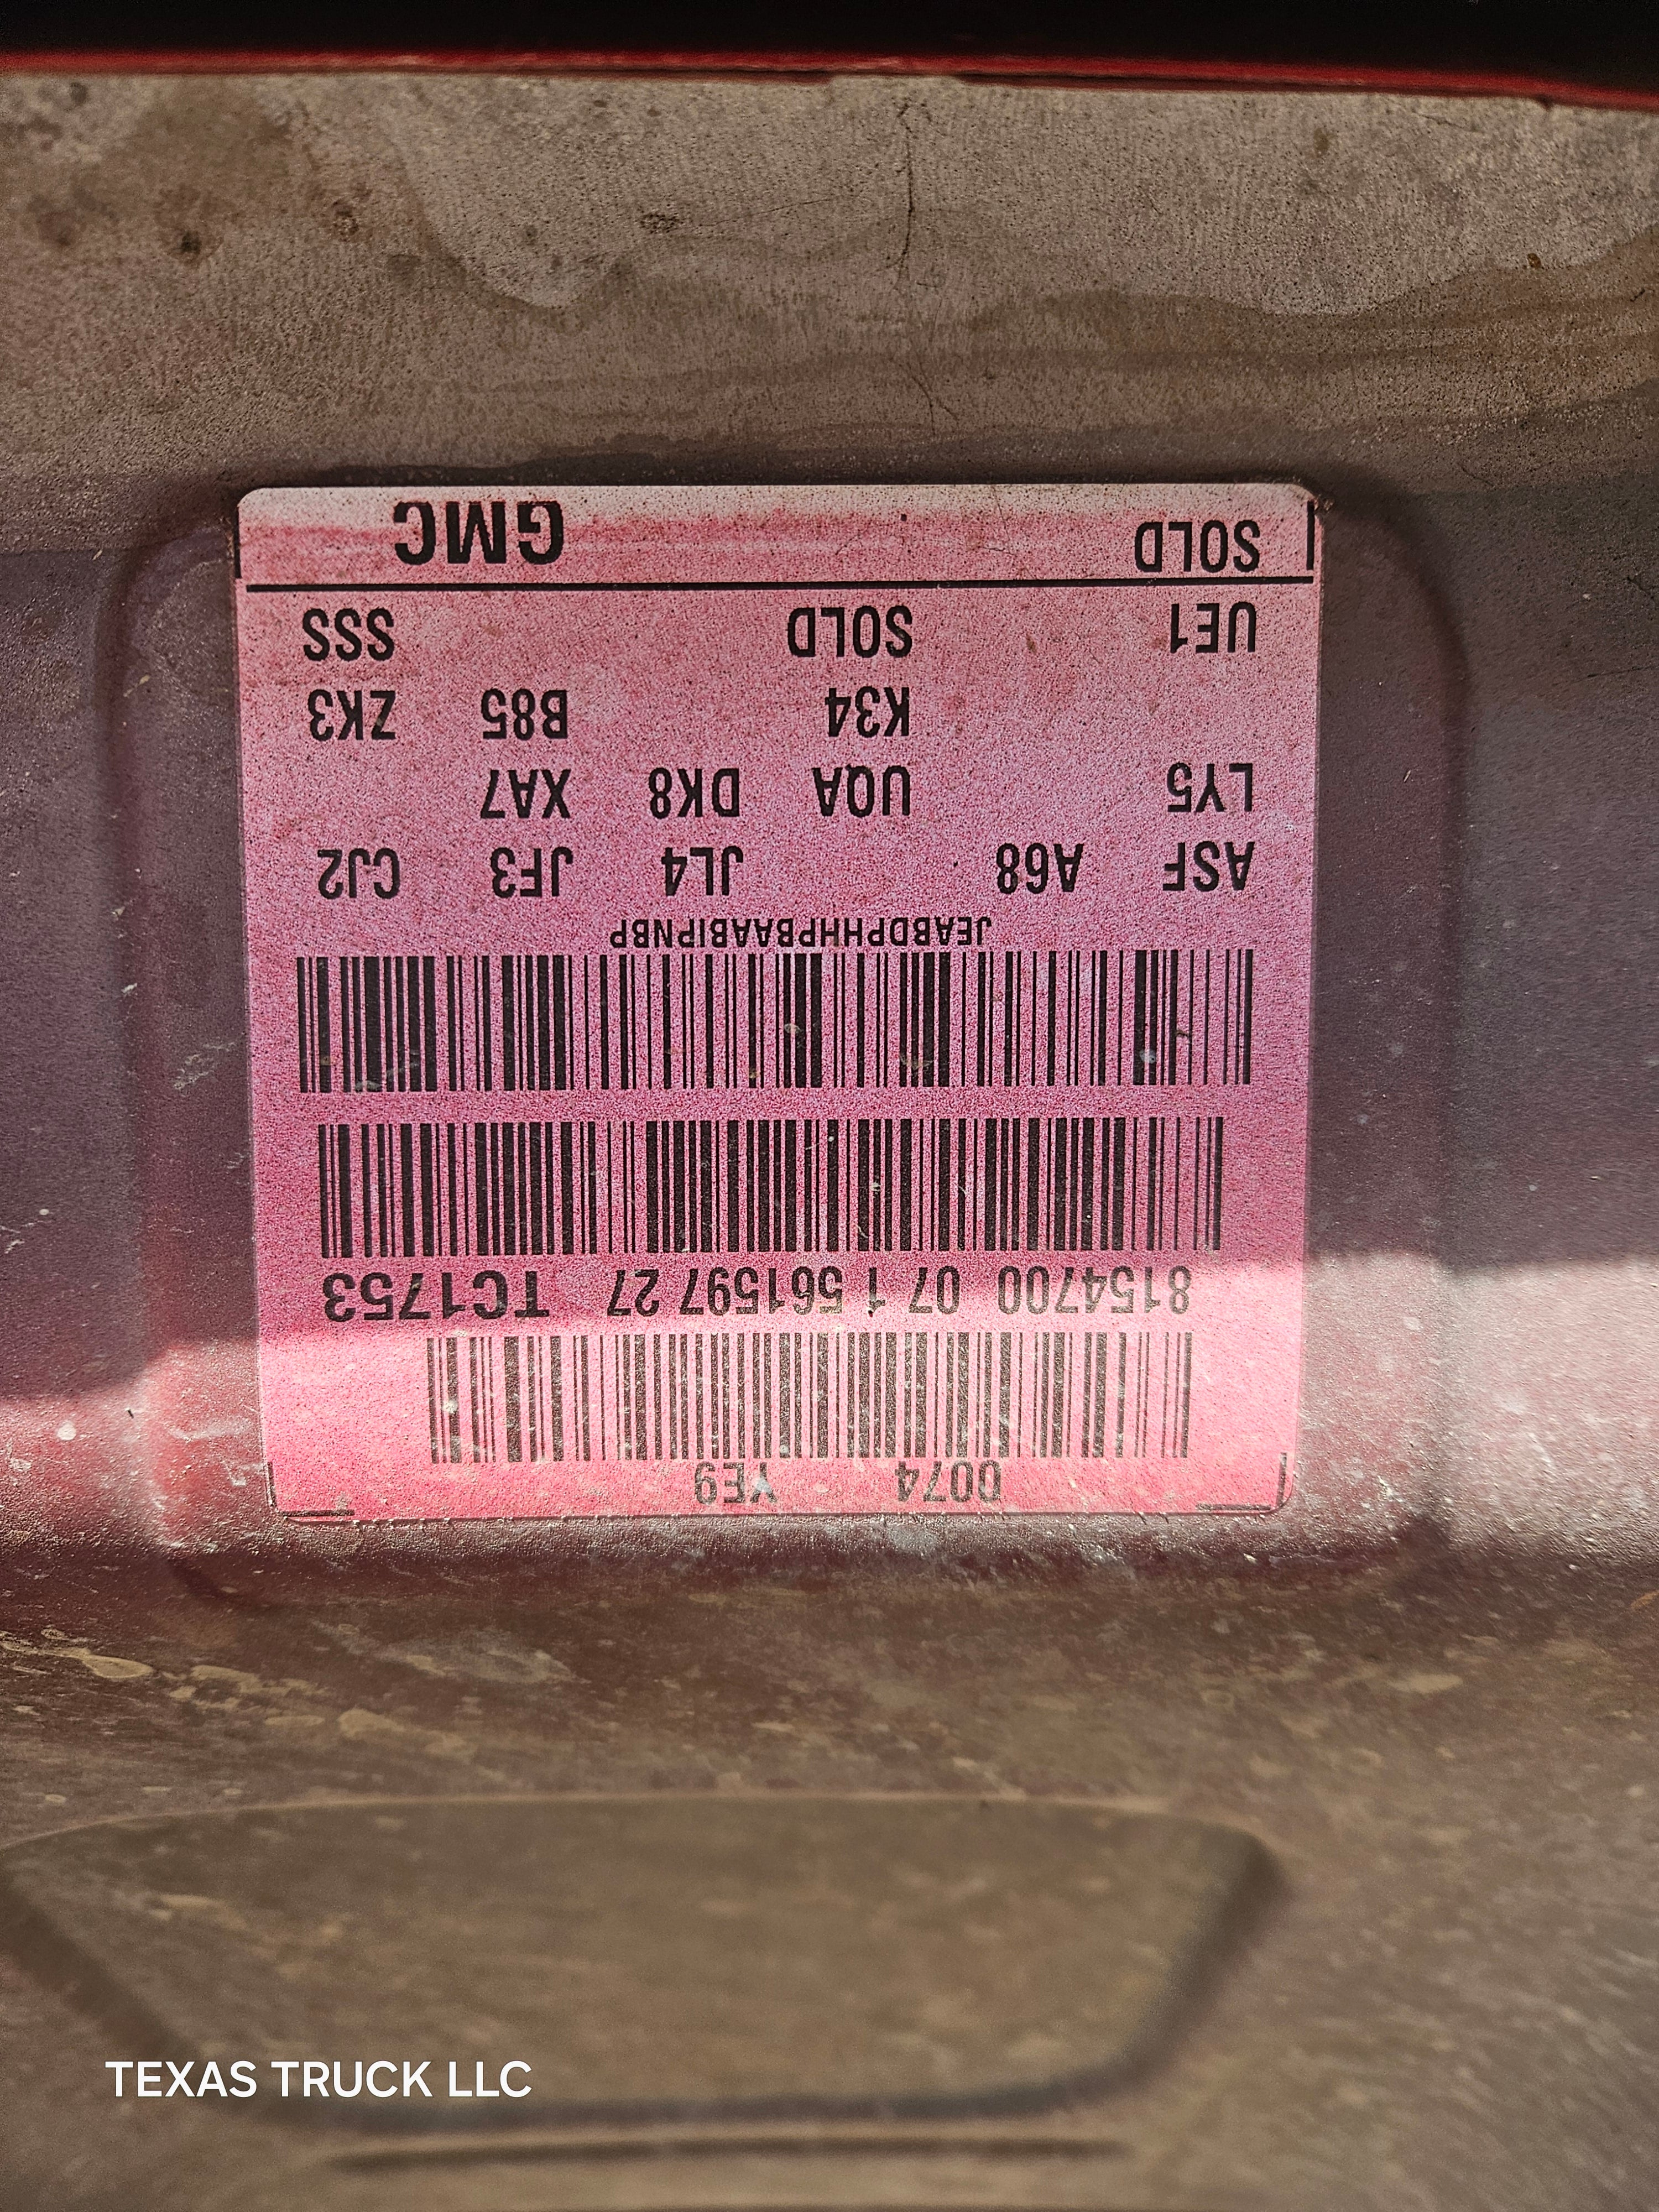 0074 YE9
8154700 07 1 561597 27 TC1753
JEABDPHHPBAABIPNBP
ASF A68 JL4 JF3 CJ2
LY5 UQA DK8 XA7
K34 B85 ZK3
UE1 SOLD SSS
SOLD GMC
TEXAS TRUCK LLC